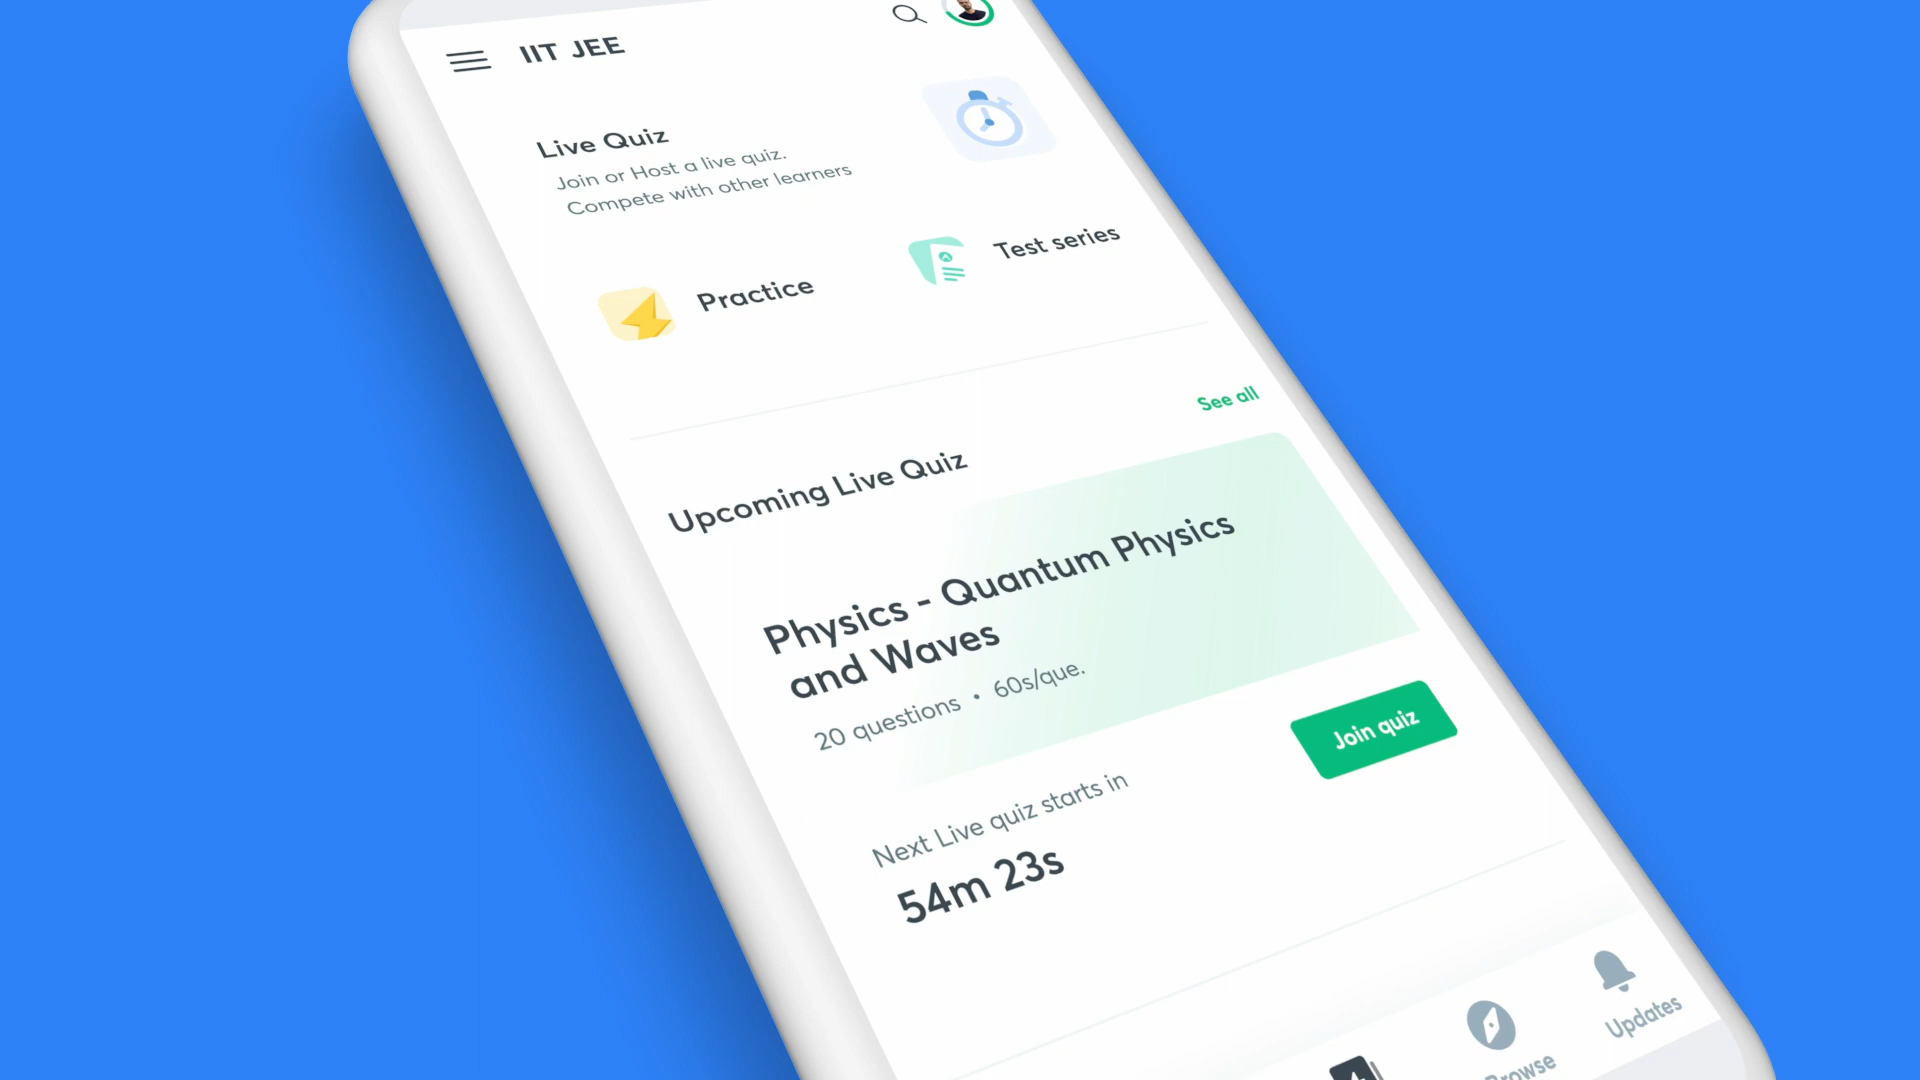 IIT JEE
Live Quiz
Join or Host a live quiz.
Compete with other learners
Practice
Test series
See all
Upcoming Live Quiz
Physics - Quantum Physics
and Waves
20 questions • 60s/que.
Join quiz
Next Live quiz starts in
54m 23s
Browse
Updates